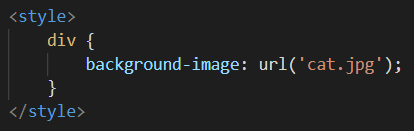 <style>
    div {
        background-image: url('cat.jpg');
    }
</style>